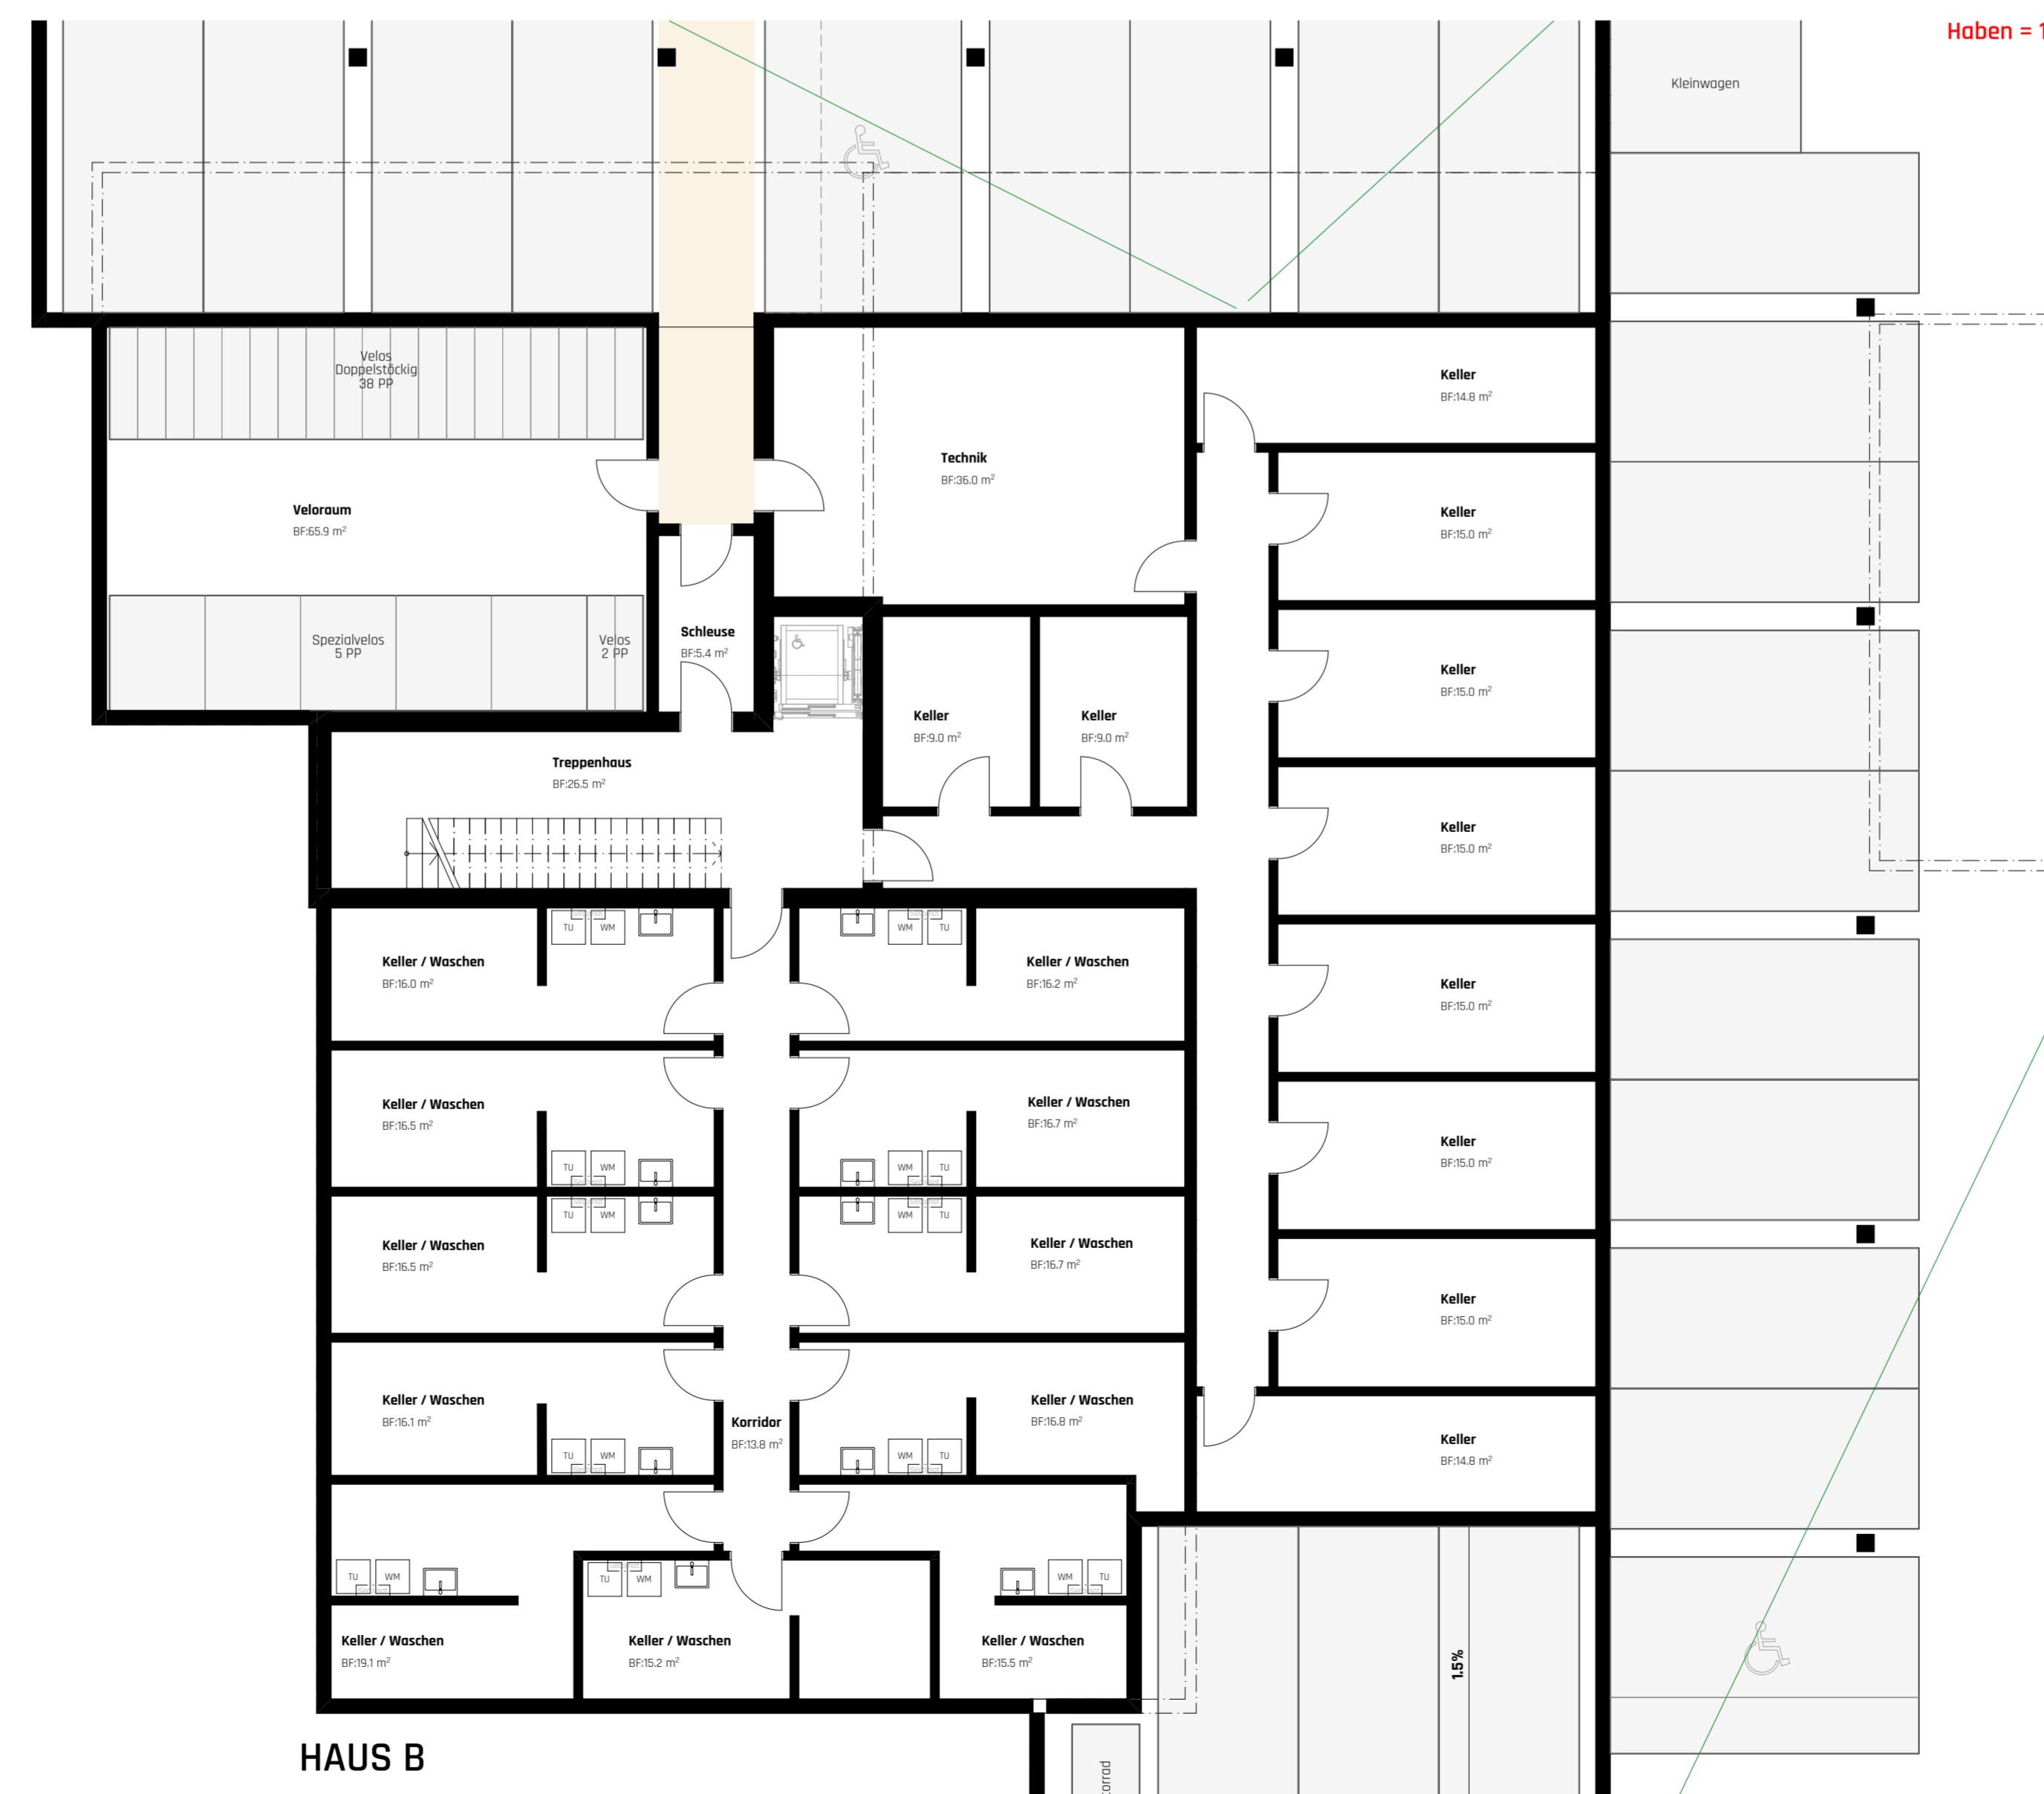 Haben = 1
Kleinwagen
Velos
Doppelstöckig
38 PP
Keller
BF:14.8 m²
Technik
BF:36.0 m²
Veloraum
BF:65.9 m²
Keller
BF:15.0 m²
Spezialvelos
5 PP
Velos
2 PP
Schleuse
BF:5.4 m²
Keller
BF:15.0 m²
Keller
BF:9.0 m²
Keller
BF:9.0 m²
Treppenhaus
BF:26.5 m²
Keller
BF:15.0 m²
TU
WM
WM
TU
Keller / Waschen
BF:16.0 m²
Keller / Waschen
BF:16.2 m²
Keller
BF:15.0 m²
Keller / Waschen
BF:16.5 m²
Keller / Waschen
BF:16.7 m²
Keller
BF:15.0 m²
TU
WM
WM
TU
TU
WM
WM
TU
Keller / Waschen
BF:16.5 m²
Keller / Waschen
BF:16.7 m²
Keller
BF:15.0 m²
Keller / Waschen
BF:16.1 m²
Keller / Waschen
BF:16.8 m²
Korridor
BF:13.8 m²
Keller
BF:14.8 m²
TU
WM
WM
TU
TU
WM
TU
WM
WM
TU
Keller / Waschen
BF:19.1 m²
Keller / Waschen
BF:15.2 m²
Keller / Waschen
BF:15.5 m²
1.5%
HAUS B
torrad